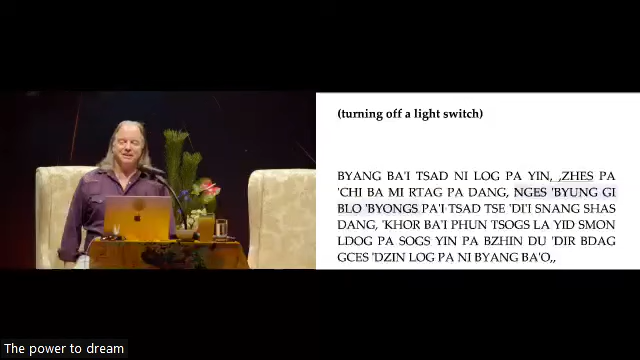 (turning off a light switch)
BYANG BA'I TSAD NI LOG PA YIN, ,ZHES PA
'CHI BA MI RTAG PA DANG, NGES 'BYUNG GI
BLO 'BYONGS PA'I TSAD TSE 'DI'I SNANG SHAS
DANG, 'KHOR BA'I PHUN TSOGS LA YID SMON
LDOG PA SOGS YIN PA BZHIN DU 'DIR BDAG
GCES 'DZIN LOG PA NI BYANG BA'O,,
The power to dream